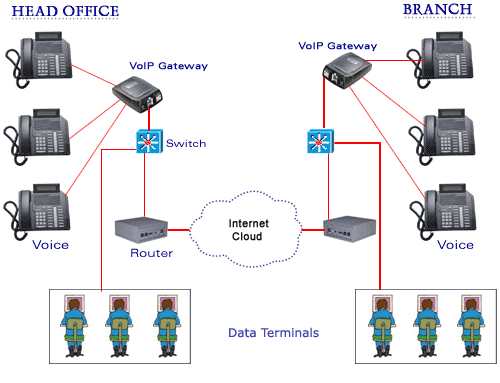 HEAD OFFICE
BRANCH
VoIP Gateway
VoIP Gateway
Switch
Voice
Router
Internet
Cloud
Voice
Data Terminals